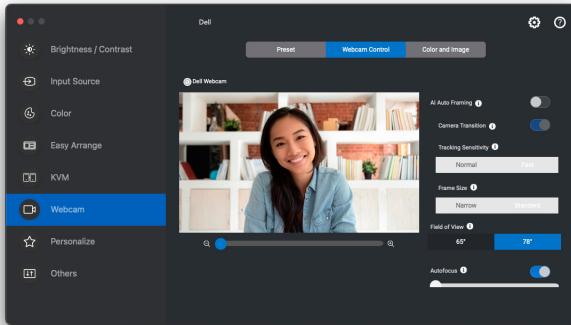 Dell
Brightness / Contrast
Input Source
Color
Easy Arrange
KVM
Webcam
Personalize
Others
Preset
Webcam Control
Color and Image
Dell Webcam
AI Auto Framing
Camera Transition
Tracking Sensitivity
Normal
Fast
Frame Size
Narrow
Standard
Field of View
65°
78°
Autofocus